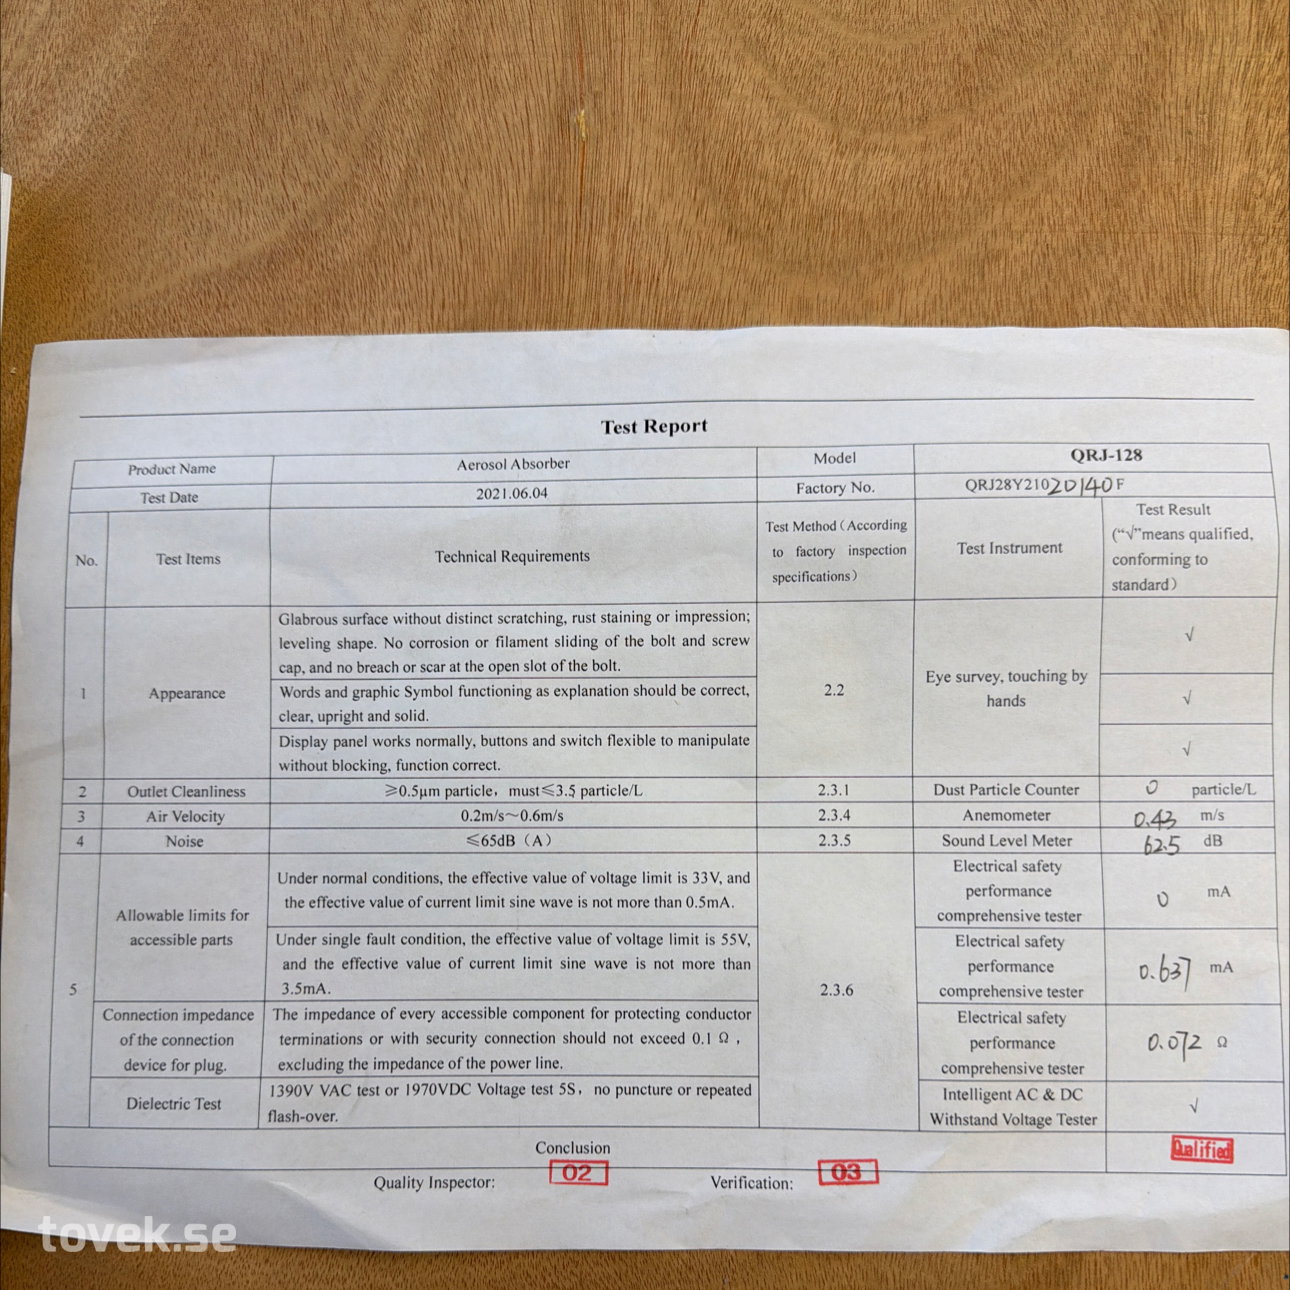 Test Report
Product Name
Aerosol Absorber
Model
QRJ-128
Test Date
2021.06.04
Factory No.
QRJ28Y21020140F
No.
Test Items
Technical Requirements
Test Method（According
to factory inspection
specifications）
Test Instrument
Test Result
(“√”means qualified,
conforming to
standard）
1
Appearance
Glabrous surface without distinct scratching, rust staining or impression;
leveling shape. No corrosion or filament sliding of the bolt and screw
cap, and no breach or scar at the open slot of the bolt.
Words and graphic Symbol functioning as explanation should be correct,
clear, upright and solid.
Display panel works normally, buttons and switch flexible to manipulate
without blocking, function correct.
2.2
Eye survey, touching by
hands
√
√
√
2
Outlet Cleanliness
≥0.5μm particle，must≤3.5 particle/L
2.3.1
Dust Particle Counter
0 particle/L
3
Air Velocity
0.2m/s～0.6m/s
2.3.4
Anemometer
0.43 m/s
4
Noise
≤65dB（A）
2.3.5
Sound Level Meter
62.5 dB
5
Allowable limits for
accessible parts
Under normal conditions, the effective value of voltage limit is 33V, and
the effective value of current limit sine wave is not more than 0.5mA.
2.3.6
Electrical safety
performance
comprehensive tester
0 mA
Under single fault condition, the effective value of voltage limit is 55V,
and the effective value of current limit sine wave is not more than
3.5mA.
Electrical safety
performance
comprehensive tester
0.637 mA
Connection impedance
of the connection
device for plug.
The impedance of every accessible component for protecting conductor
terminations or with security connection should not exceed 0.1 Ω，
excluding the impedance of the power line.
Electrical safety
performance
comprehensive tester
0.072 Ω
Dielectric Test
1390V VAC test or 1970VDC Voltage test 5S，no puncture or repeated
flash-over.
Intelligent AC & DC
Withstand Voltage Tester
√
Conclusion
Qualified
Quality Inspector: 02
Verification: 03
tovek.se